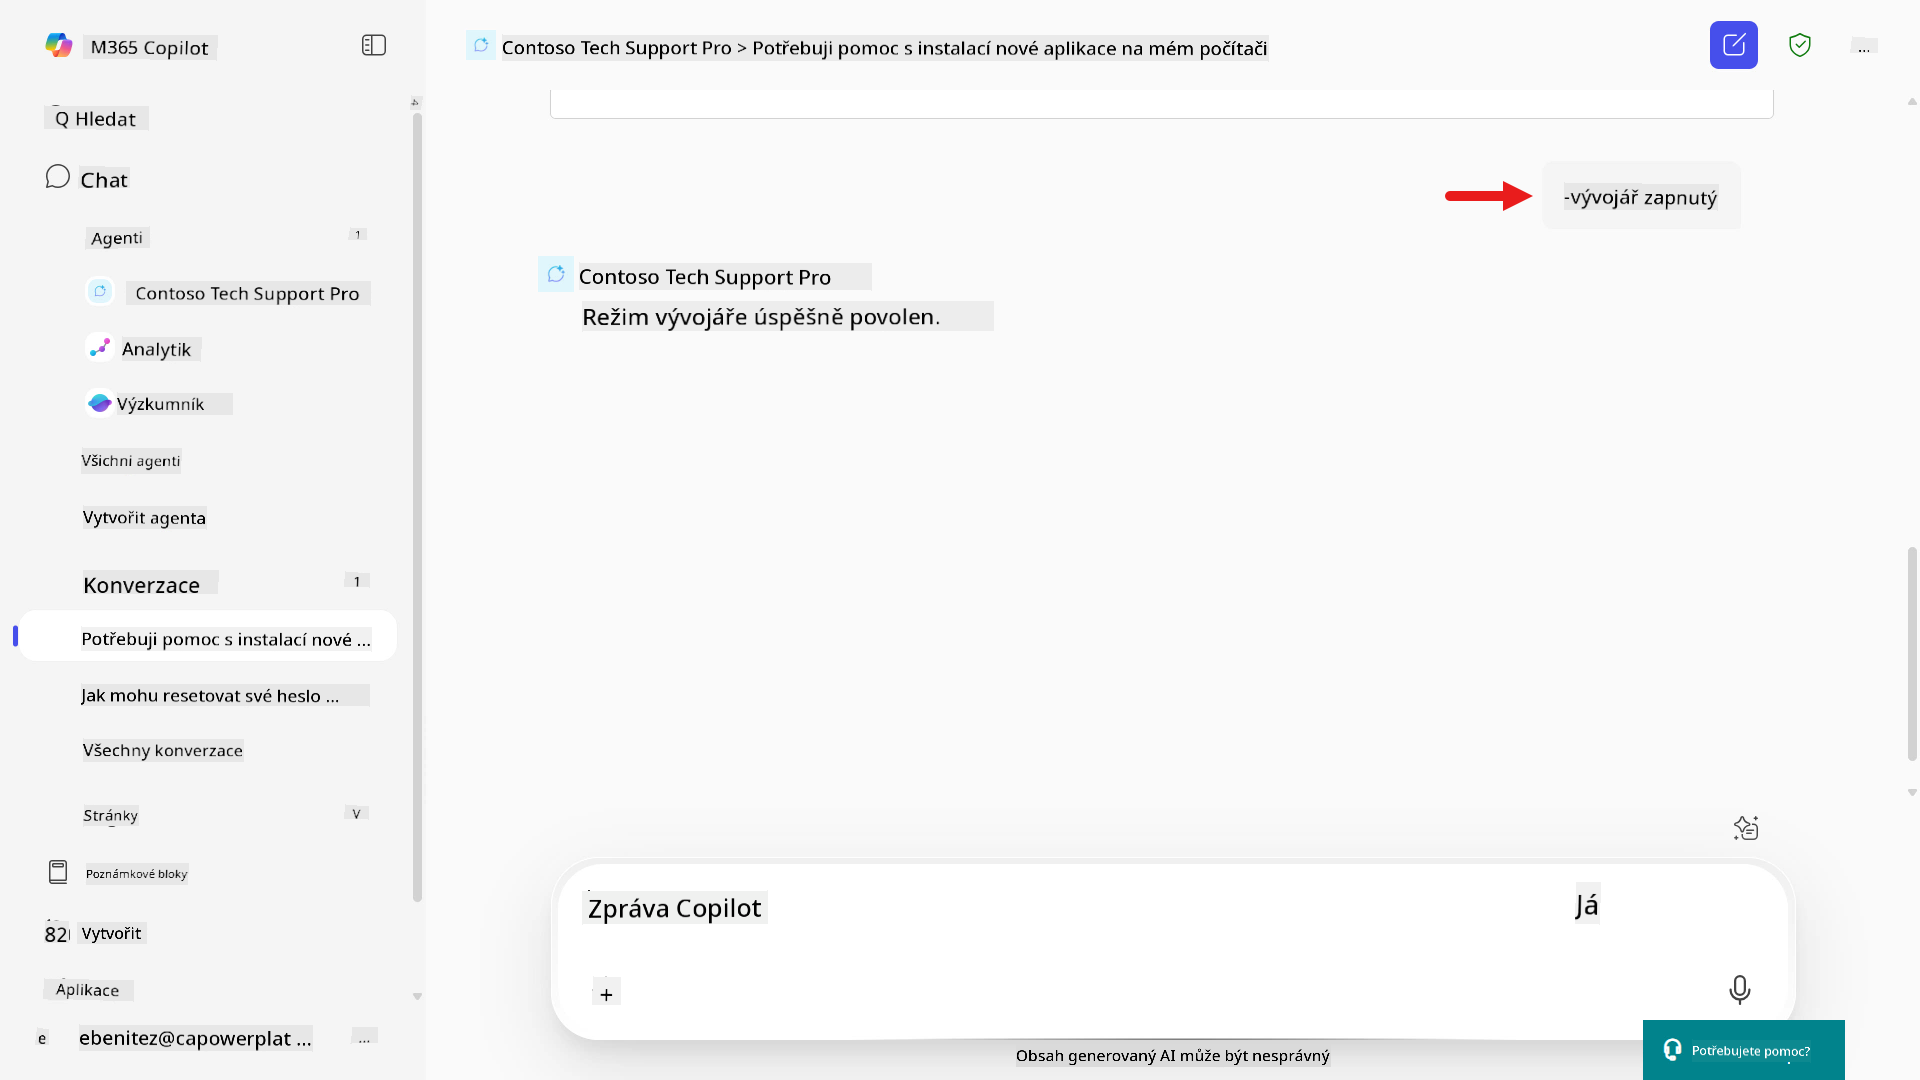 M365 Copilot
Q Hledat
Chat
Agenti 1
Contoso Tech Support Pro
Analytik
Výzkumník
Všichni agenti
Vytvořit agenta
Konverzace 1
Potřebuji pomoc s instalací nové ...
Jak mohu resetovat své heslo ...
Všechny konverzace
Stránky V
Poznámkové bloky
82 Vytvořit
Aplikace
e ebenitez@capowerplat ... ...
Contoso Tech Support Pro > Potřebuji pomoc s instalací nové aplikace na mém počítači ...
-vývojář zapnutý
Contoso Tech Support Pro
Režim vývojáře úspěšně povolen.
Zpráva Copilot Já
+
Obsah generovaný AI může být nesprávný
Potřebujete pomoc?